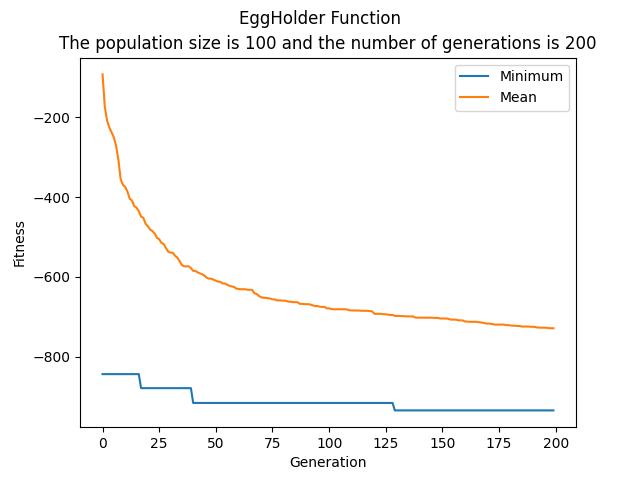 EggHolder Function
The population size is 100 and the number of generations is 200
Minimum
Mean
Fitness
−200
−400
−600
−800
0 25 50 75 100 125 150 175 200
Generation